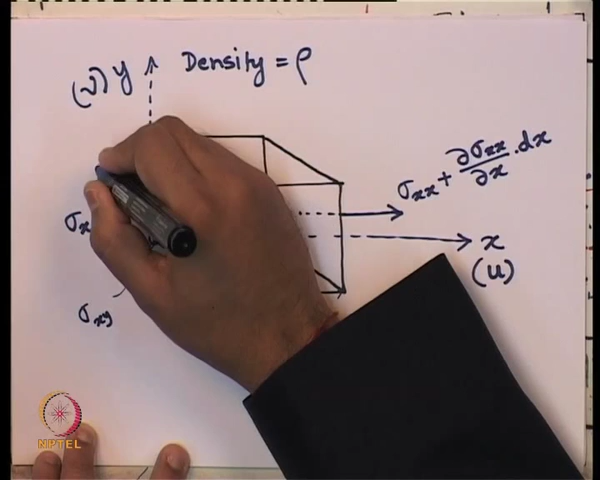 (v) y Density = ρ
σxx + ∂σxx/∂x . dx
σx
x
(u)
σxy
NPTEL